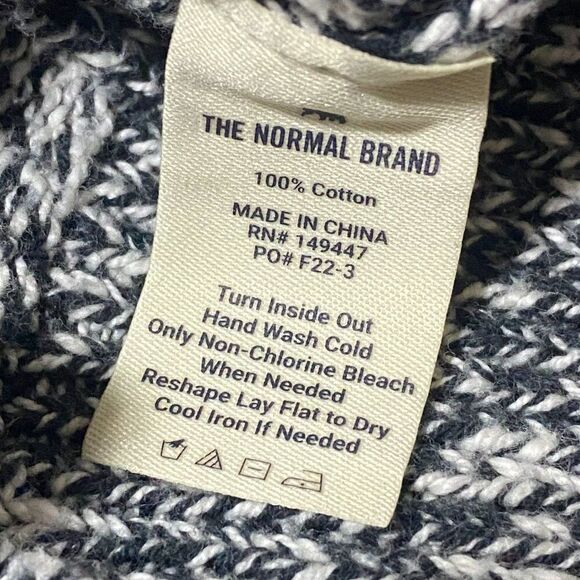 THE NORMAL BRAND
100% Cotton
MADE IN CHINA
RN# 149447
PO# F22-3
Turn Inside Out
Hand Wash Cold
Only Non-Chlorine Bleach
When Needed
Reshape Lay Flat to Dry
Cool Iron If Needed